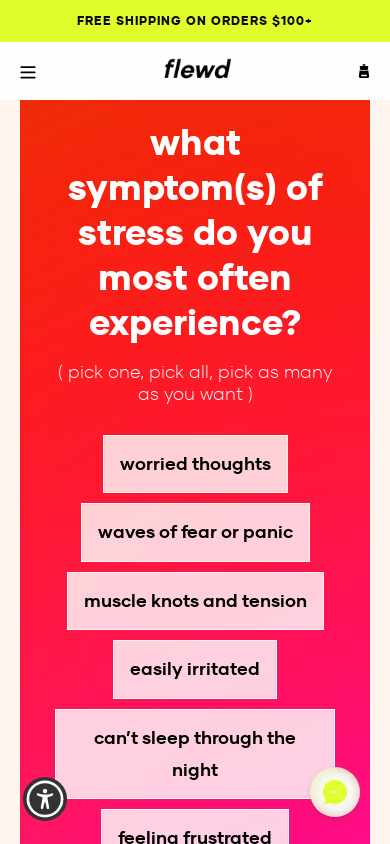 FREE SHIPPING ON ORDERS $100+
flewd
what
symptom(s) of
stress do you
most often
experience?
( pick one, pick all, pick as many
as you want )
worried thoughts
waves of fear or panic
muscle knots and tension
easily irritated
can't sleep through the
night
feeling frustrated